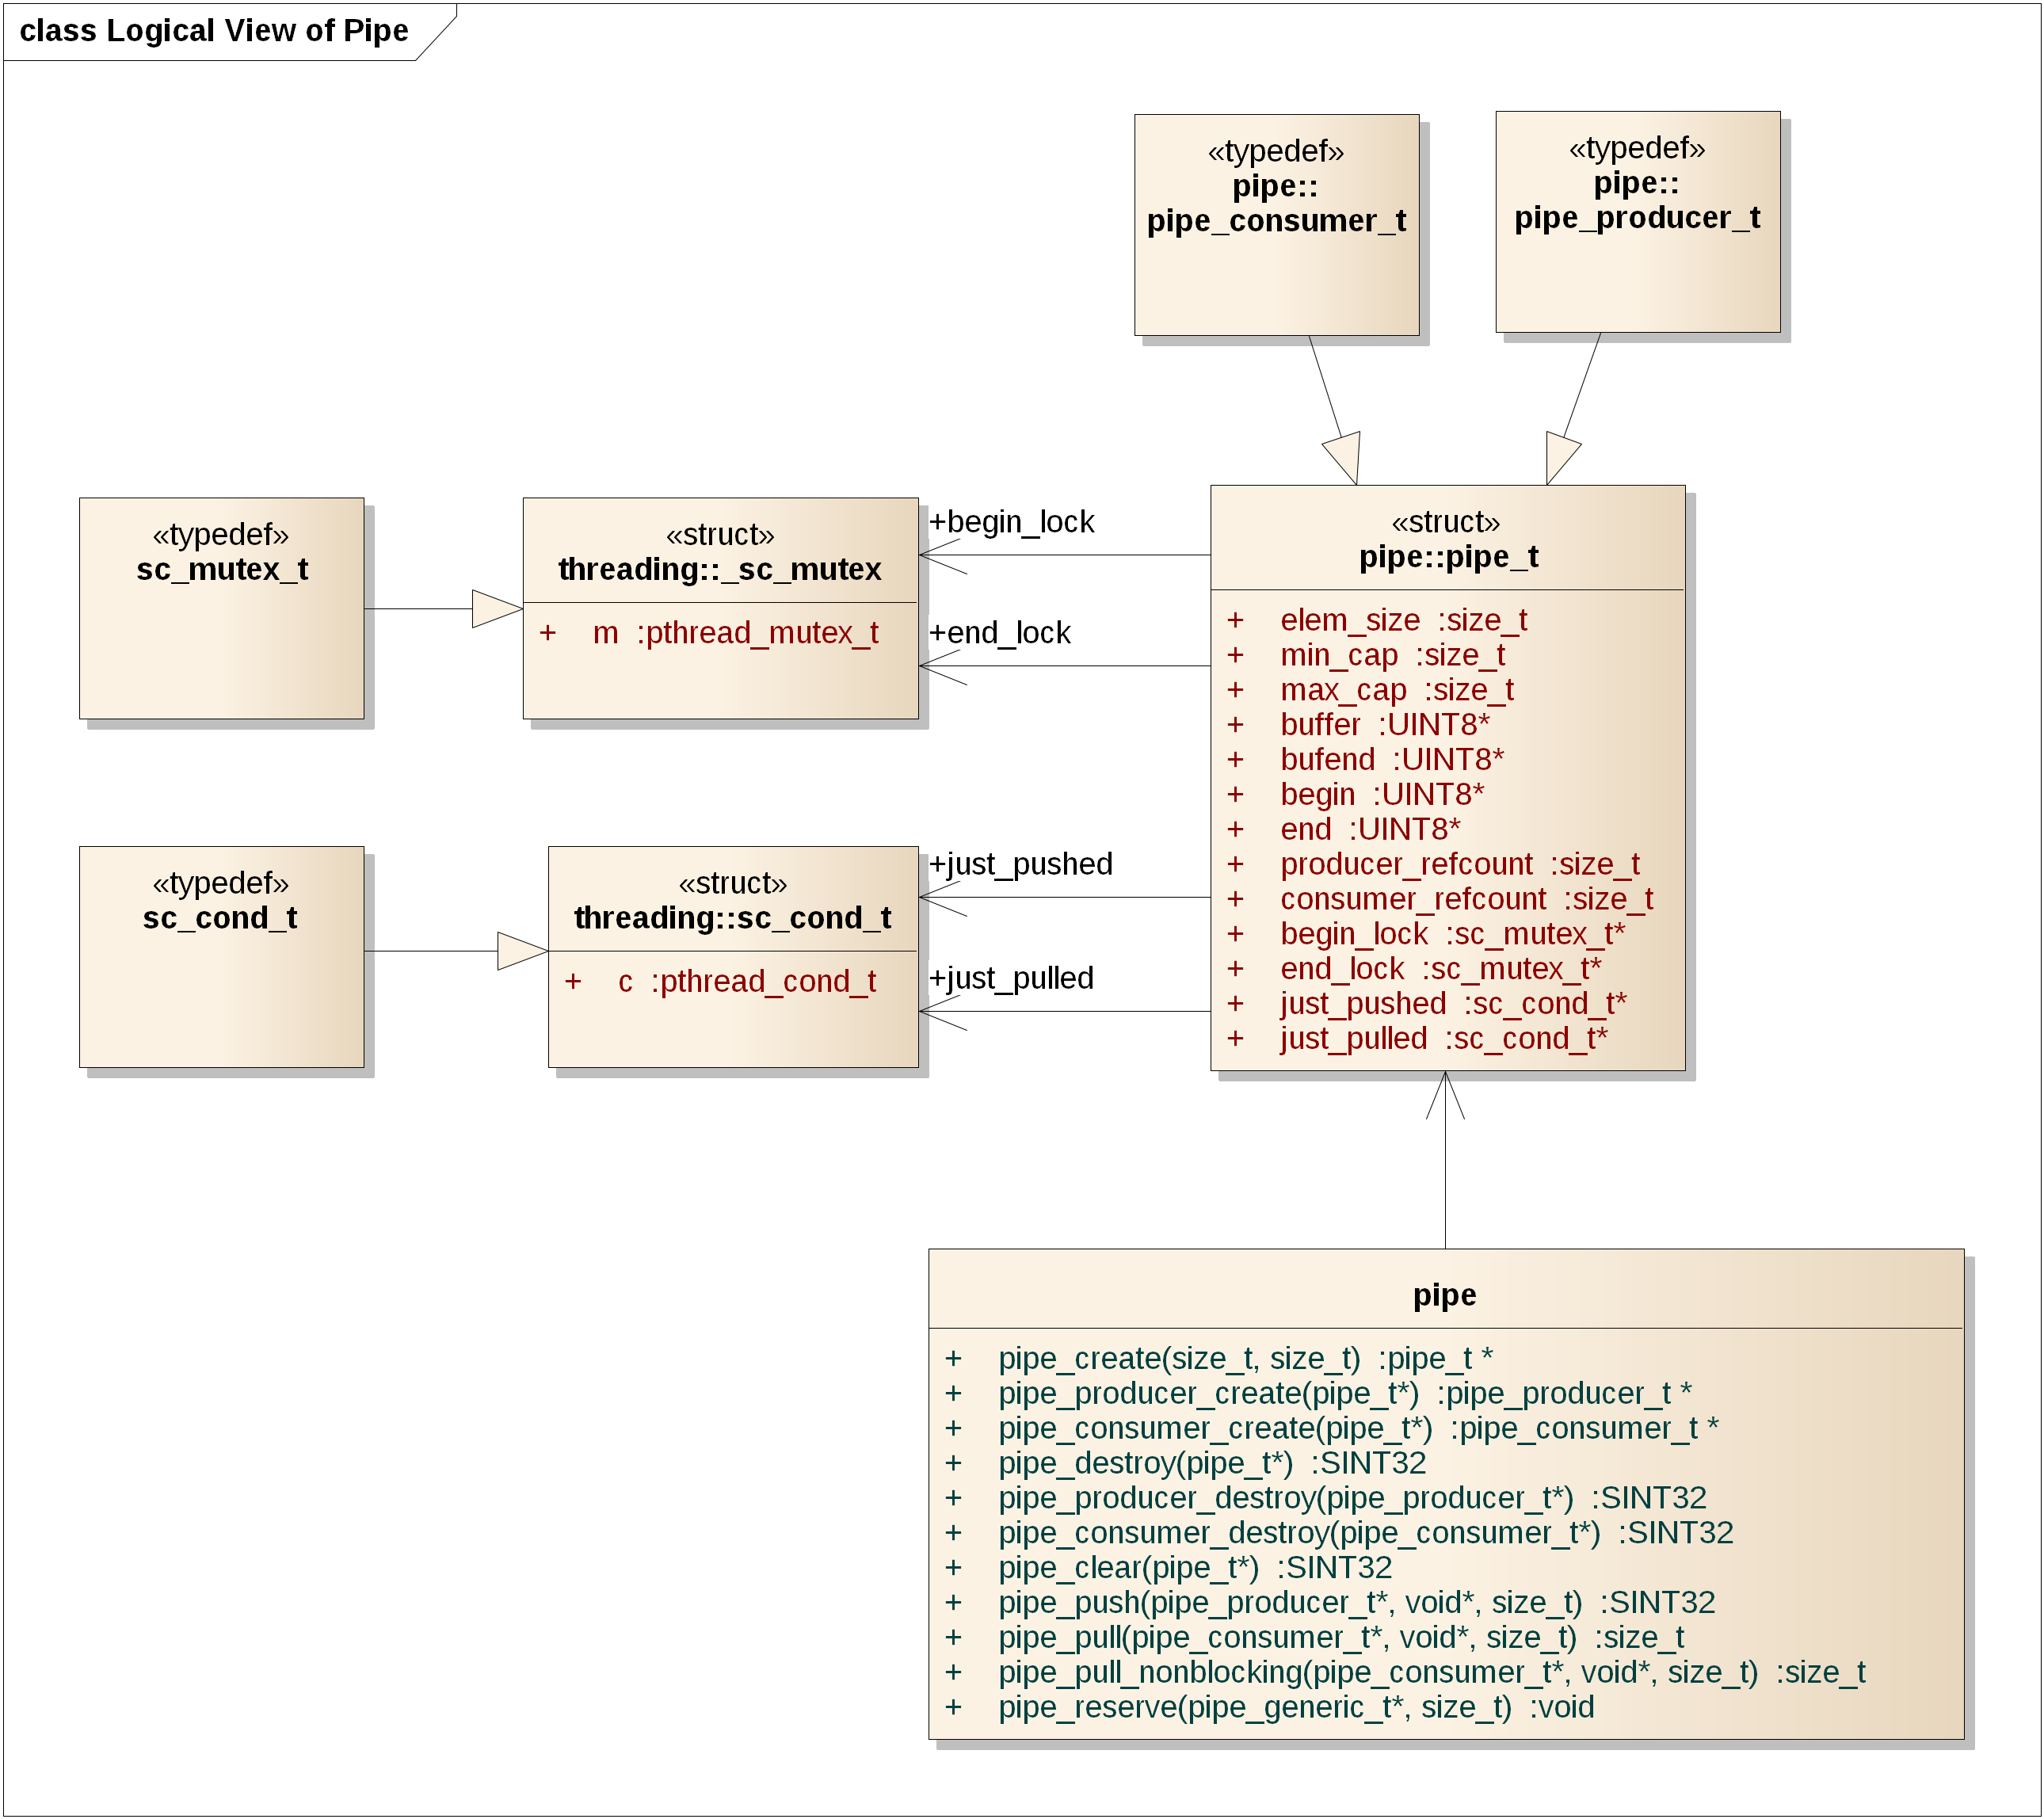 class Logical View of Pipe
«typedef»
pipe::
pipe_consumer_t
«typedef»
pipe::
pipe_producer_t
«typedef»
sc_mutex_t
«struct»
threading::_sc_mutex
+ m :pthread_mutex_t
+begin_lock
+end_lock
«struct»
pipe::pipe_t
+ elem_size :size_t
+ min_cap :size_t
+ max_cap :size_t
+ buffer :UINT8*
+ bufend :UINT8*
+ begin :UINT8*
+ end :UINT8*
+ producer_refcount :size_t
+ consumer_refcount :size_t
+ begin_lock :sc_mutex_t*
+ end_lock :sc_mutex_t*
+ just_pushed :sc_cond_t*
+ just_pulled :sc_cond_t*
«typedef»
sc_cond_t
«struct»
threading::sc_cond_t
+ c :pthread_cond_t
+just_pushed
+just_pulled
pipe
+ pipe_create(size_t, size_t) :pipe_t *
+ pipe_producer_create(pipe_t*) :pipe_producer_t *
+ pipe_consumer_create(pipe_t*) :pipe_consumer_t *
+ pipe_destroy(pipe_t*) :SINT32
+ pipe_producer_destroy(pipe_producer_t*) :SINT32
+ pipe_consumer_destroy(pipe_consumer_t*) :SINT32
+ pipe_clear(pipe_t*) :SINT32
+ pipe_push(pipe_producer_t*, void*, size_t) :SINT32
+ pipe_pull(pipe_consumer_t*, void*, size_t) :size_t
+ pipe_pull_nonblocking(pipe_consumer_t*, void*, size_t) :size_t
+ pipe_reserve(pipe_generic_t*, size_t) :void